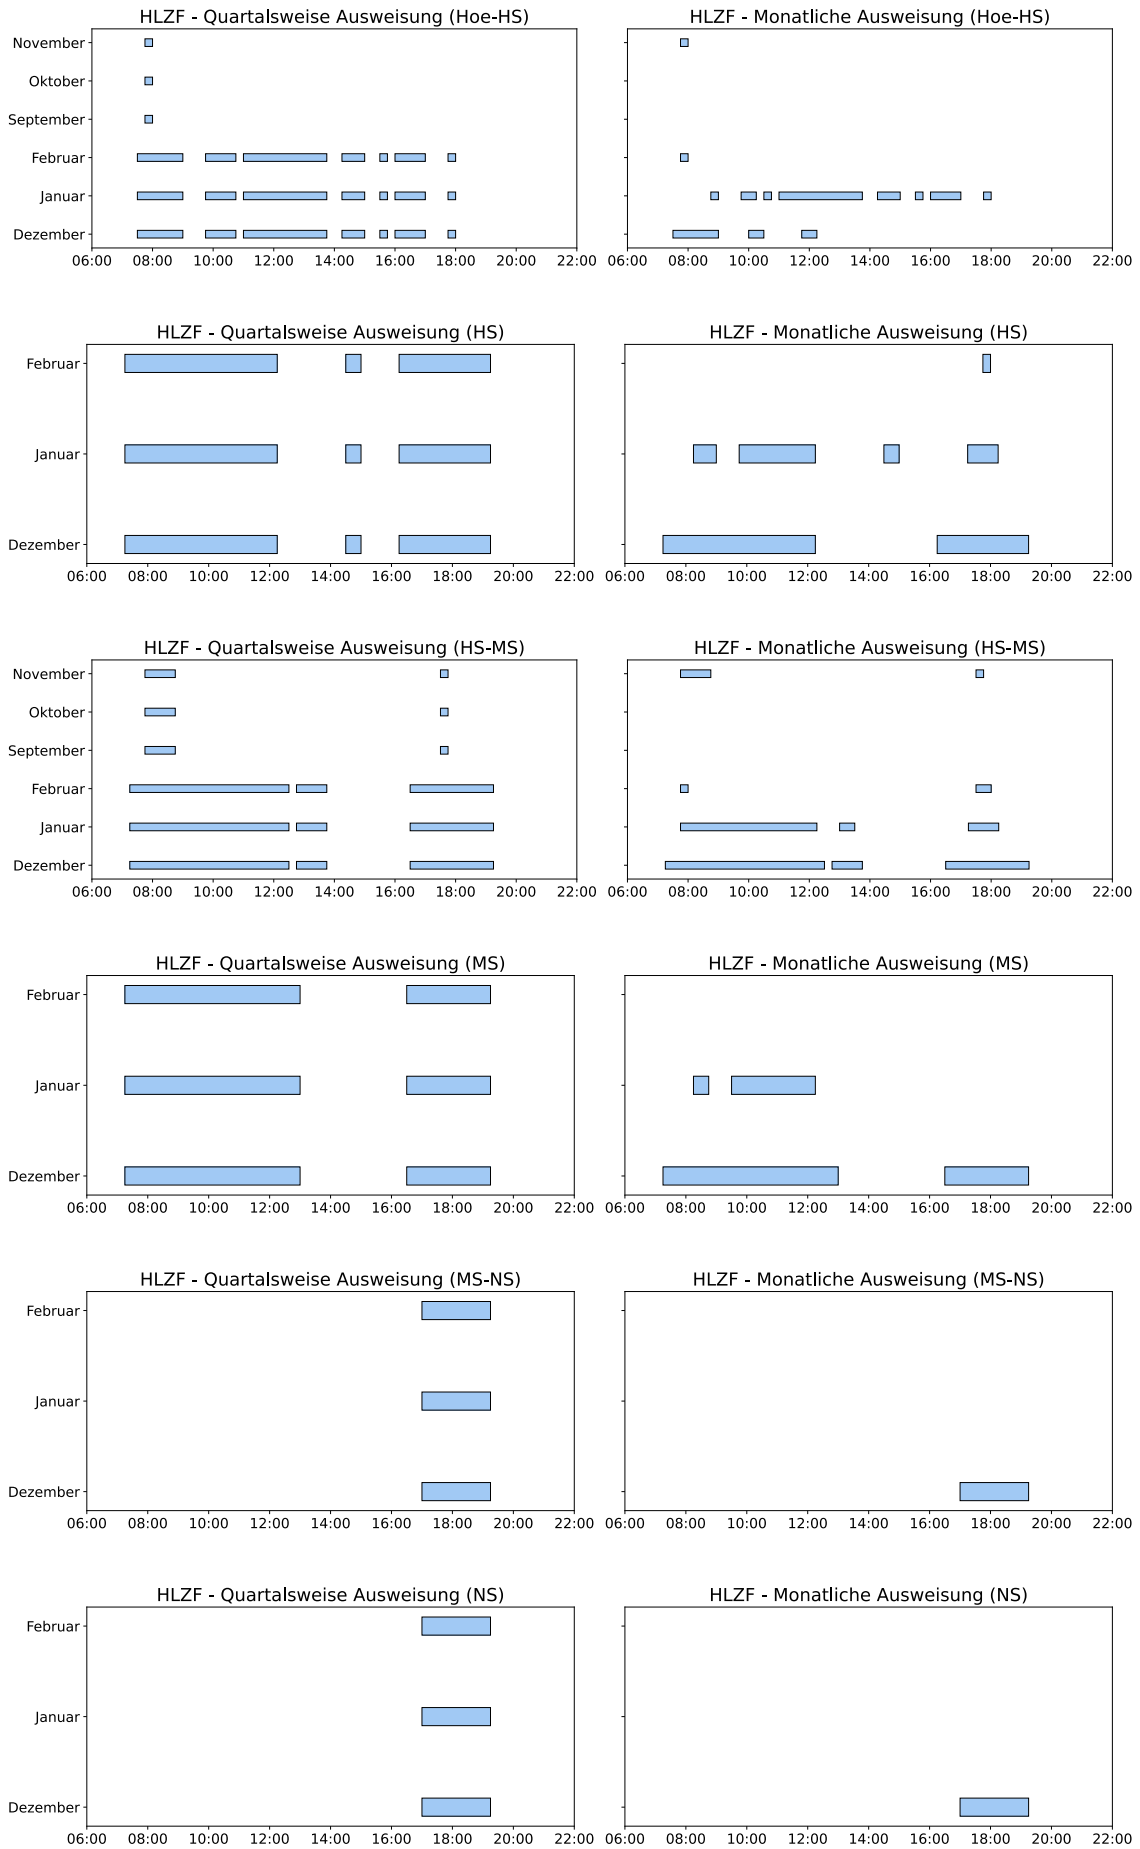 HLZF - Quartalsweise Ausweisung (Hoe-HS)
November
Oktober
September
Februar
Januar
Dezember
06:00 08:00 10:00 12:00 14:00 16:00 18:00 20:00 22:00
HLZF - Monatliche Ausweisung (Hoe-HS)
06:00 08:00 10:00 12:00 14:00 16:00 18:00 20:00 22:00
HLZF - Quartalsweise Ausweisung (HS)
Februar
Januar
Dezember
06:00 08:00 10:00 12:00 14:00 16:00 18:00 20:00 22:00
HLZF - Monatliche Ausweisung (HS)
06:00 08:00 10:00 12:00 14:00 16:00 18:00 20:00 22:00
HLZF - Quartalsweise Ausweisung (HS-MS)
November
Oktober
September
Februar
Januar
Dezember
06:00 08:00 10:00 12:00 14:00 16:00 18:00 20:00 22:00
HLZF - Monatliche Ausweisung (HS-MS)
06:00 08:00 10:00 12:00 14:00 16:00 18:00 20:00 22:00
HLZF - Quartalsweise Ausweisung (MS)
Februar
Januar
Dezember
06:00 08:00 10:00 12:00 14:00 16:00 18:00 20:00 22:00
HLZF - Monatliche Ausweisung (MS)
06:00 08:00 10:00 12:00 14:00 16:00 18:00 20:00 22:00
HLZF - Quartalsweise Ausweisung (MS-NS)
Februar
Januar
Dezember
06:00 08:00 10:00 12:00 14:00 16:00 18:00 20:00 22:00
HLZF - Monatliche Ausweisung (MS-NS)
06:00 08:00 10:00 12:00 14:00 16:00 18:00 20:00 22:00
HLZF - Quartalsweise Ausweisung (NS)
Februar
Januar
Dezember
06:00 08:00 10:00 12:00 14:00 16:00 18:00 20:00 22:00
HLZF - Monatliche Ausweisung (NS)
06:00 08:00 10:00 12:00 14:00 16:00 18:00 20:00 22:00